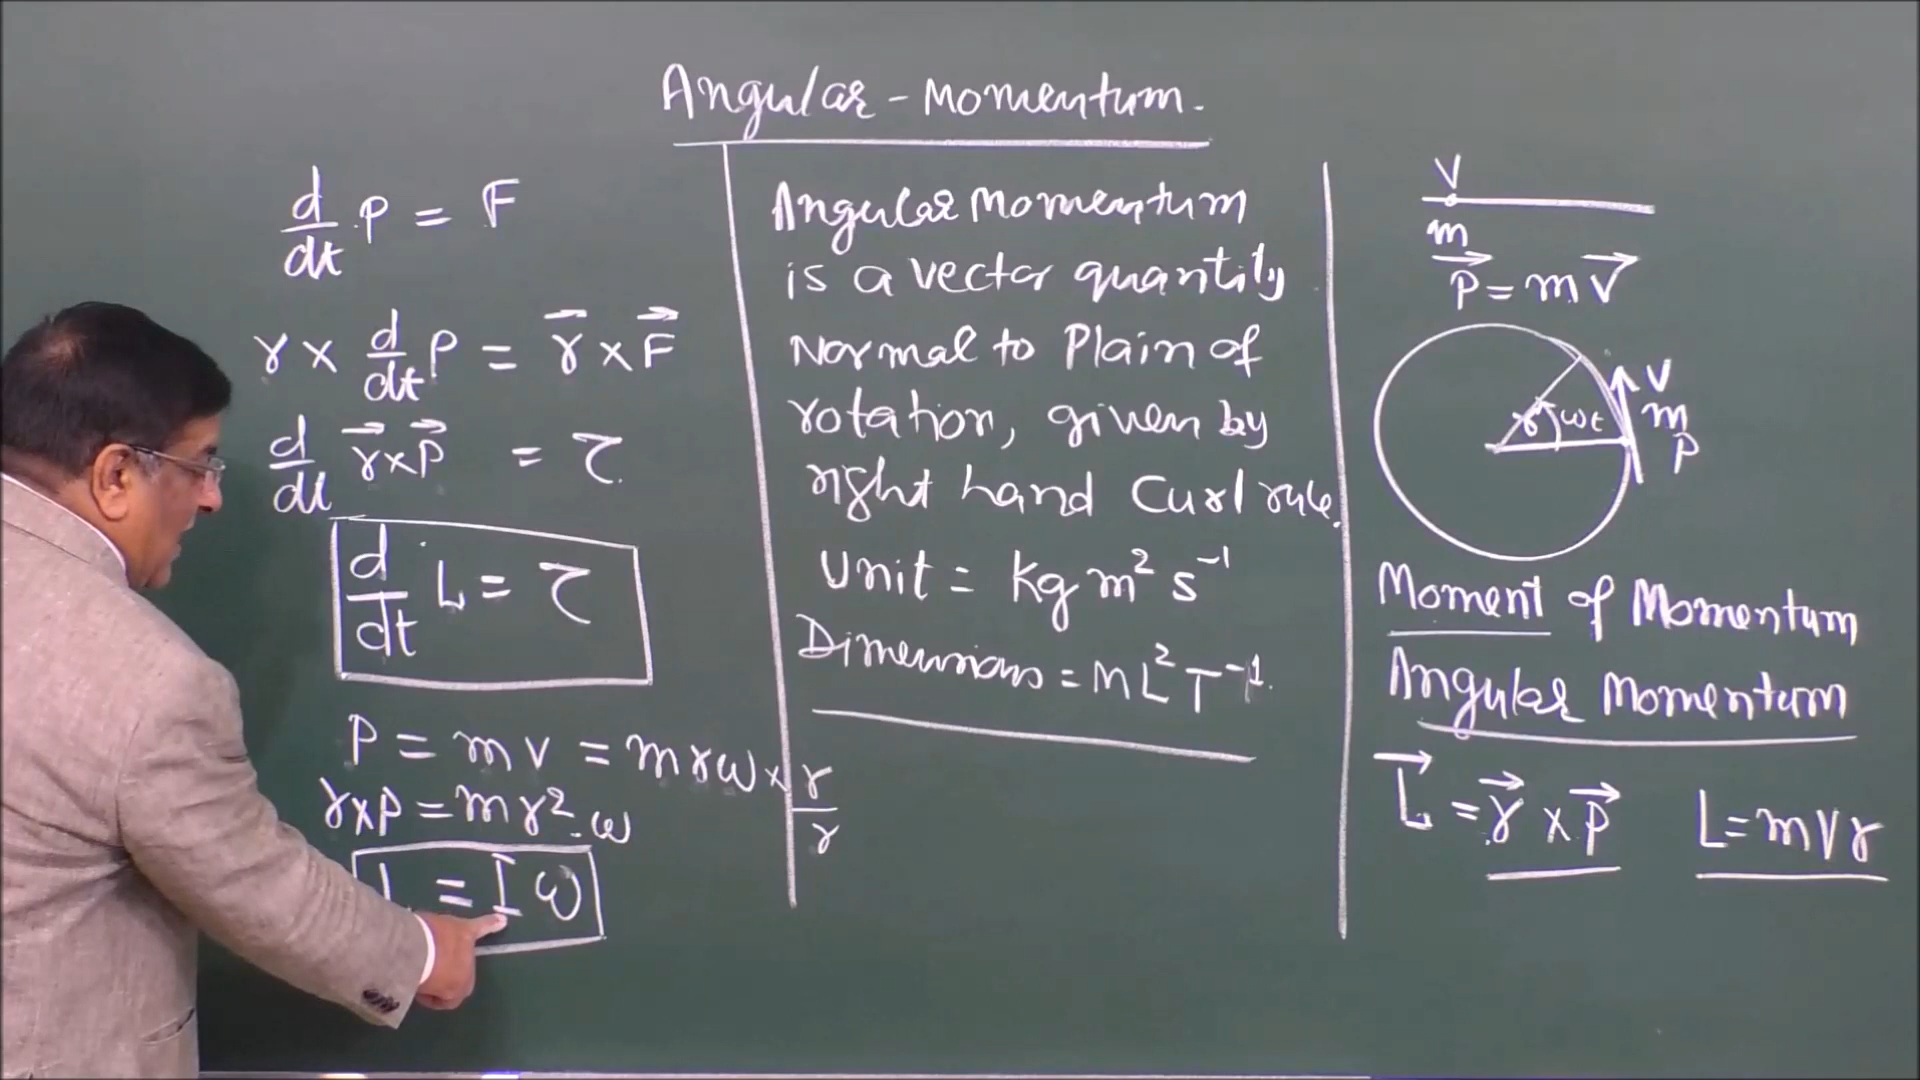 Angular - Momentum.
d/dt P = F
r × d/dt P = r⃗ × F⃗
d/dt r⃗ × P⃗ = τ
d/dt L = τ
P = mv = mrω × r/r
r×P = mr².ω
L = Iω
Angular Momentum
is a vector quantity
Normal to Plain of
rotation, given by
right hand Curl rule.
Unit = Kg m² s⁻¹
Dimensions = ML²T⁻¹.
V
m
P⃗ = mV⃗
r ωt
V
m
P
Moment of Momentum
Angular Momentum
L⃗ = r⃗ × P⃗ L = mVr